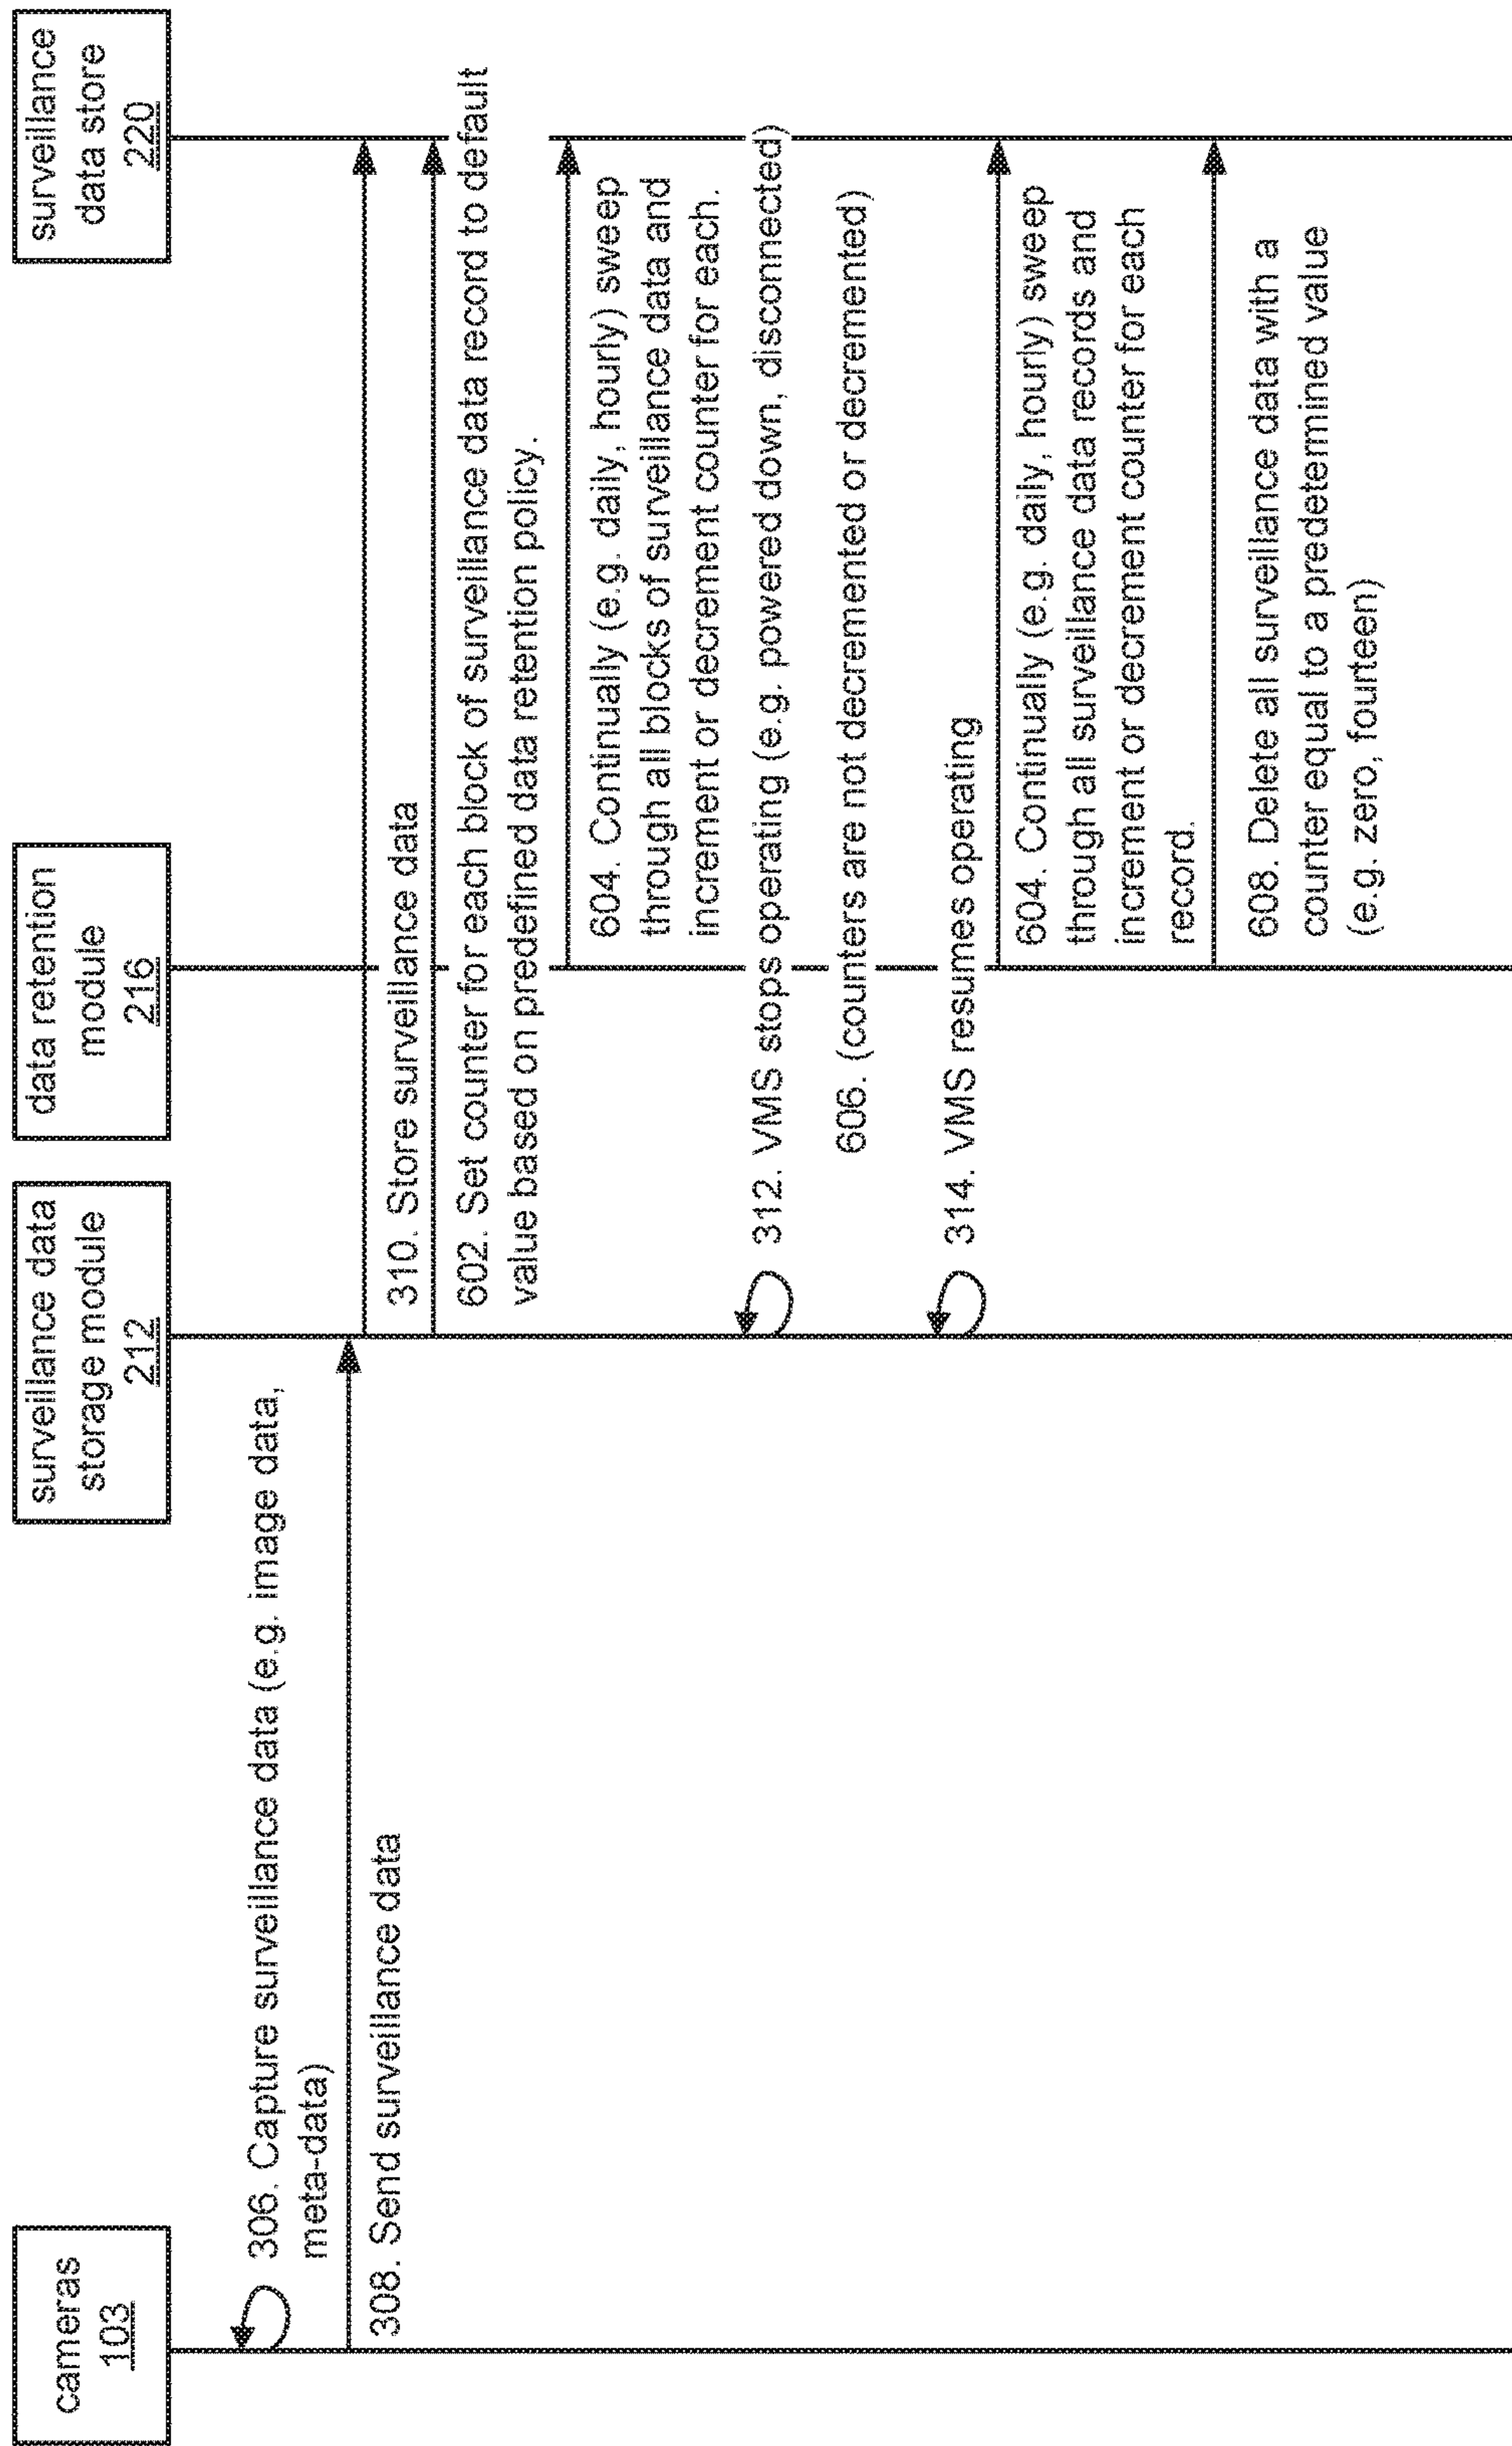 cameras
103
surveillance data
storage module
212
data retention
module
216
surveillance
data store
220
306. Capture surveillance data (e.g. image data,
meta-data)
308. Send surveillance data
310. Store surveillance data
602. Set counter for each block of surveillance data record to default
value based on predefined data retention policy.
604. Continually (e.g. daily, hourly) sweep
through all blocks of surveillance data and
increment or decrement counter for each.
312. VMS stops operating (e.g. powered down, disconnected)
606. (counters are not decremented or decremented)
314. VMS resumes operating
604. Continually (e.g. daily, hourly) sweep
through all surveillance data records and
increment or decrement counter for each
record.
608. Delete all surveillance data with a
counter equal to a predetermined value
(e.g. zero, fourteen)